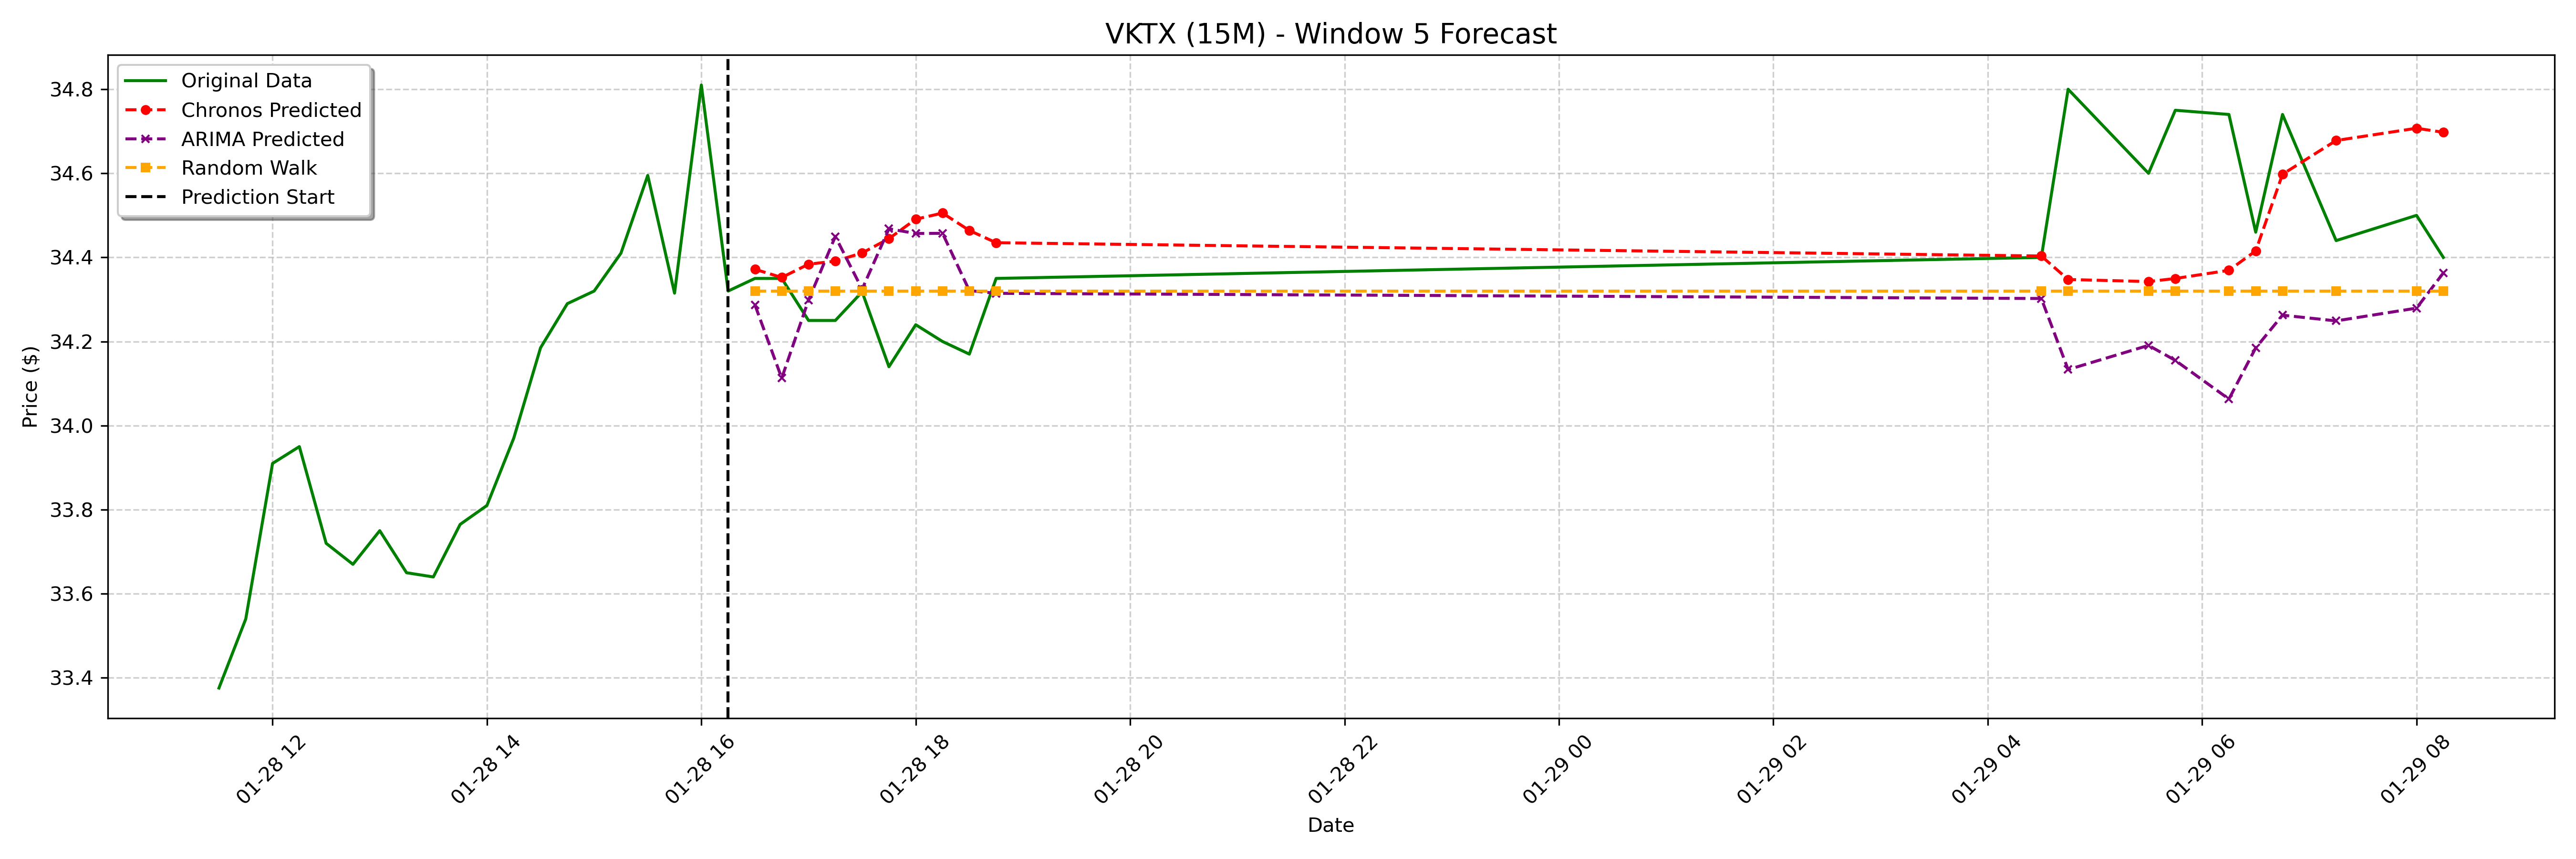 VKTX (15M) - Window 5 Forecast
Original Data
Chronos Predicted
ARIMA Predicted
Random Walk
Prediction Start
Price ($)
34.8
34.6
34.4
34.2
34.0
33.8
33.6
33.4
01-28 12
01-28 14
01-28 16
01-28 18
01-28 20
01-28 22
01-29 00
01-29 02
01-29 04
01-29 06
01-29 08
Date